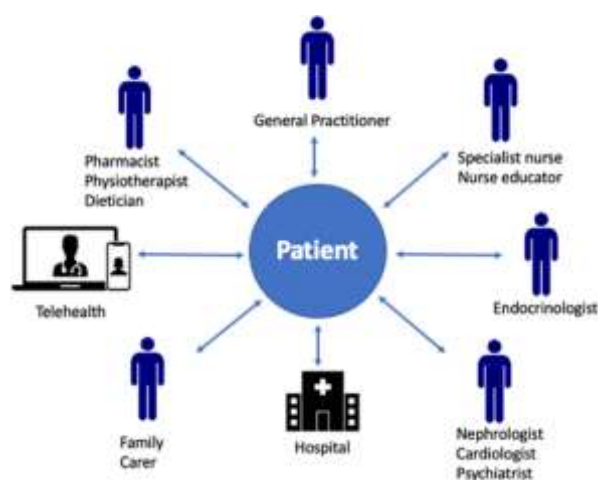 General Practitioner
Pharmacist
Physiotherapist
Dietician
Specialist nurse
Nurse educator
Patient
Telehealth
Endocrinologist
Family
Carer
Hospital
Nephrologist
Cardiologist
Psychiatrist